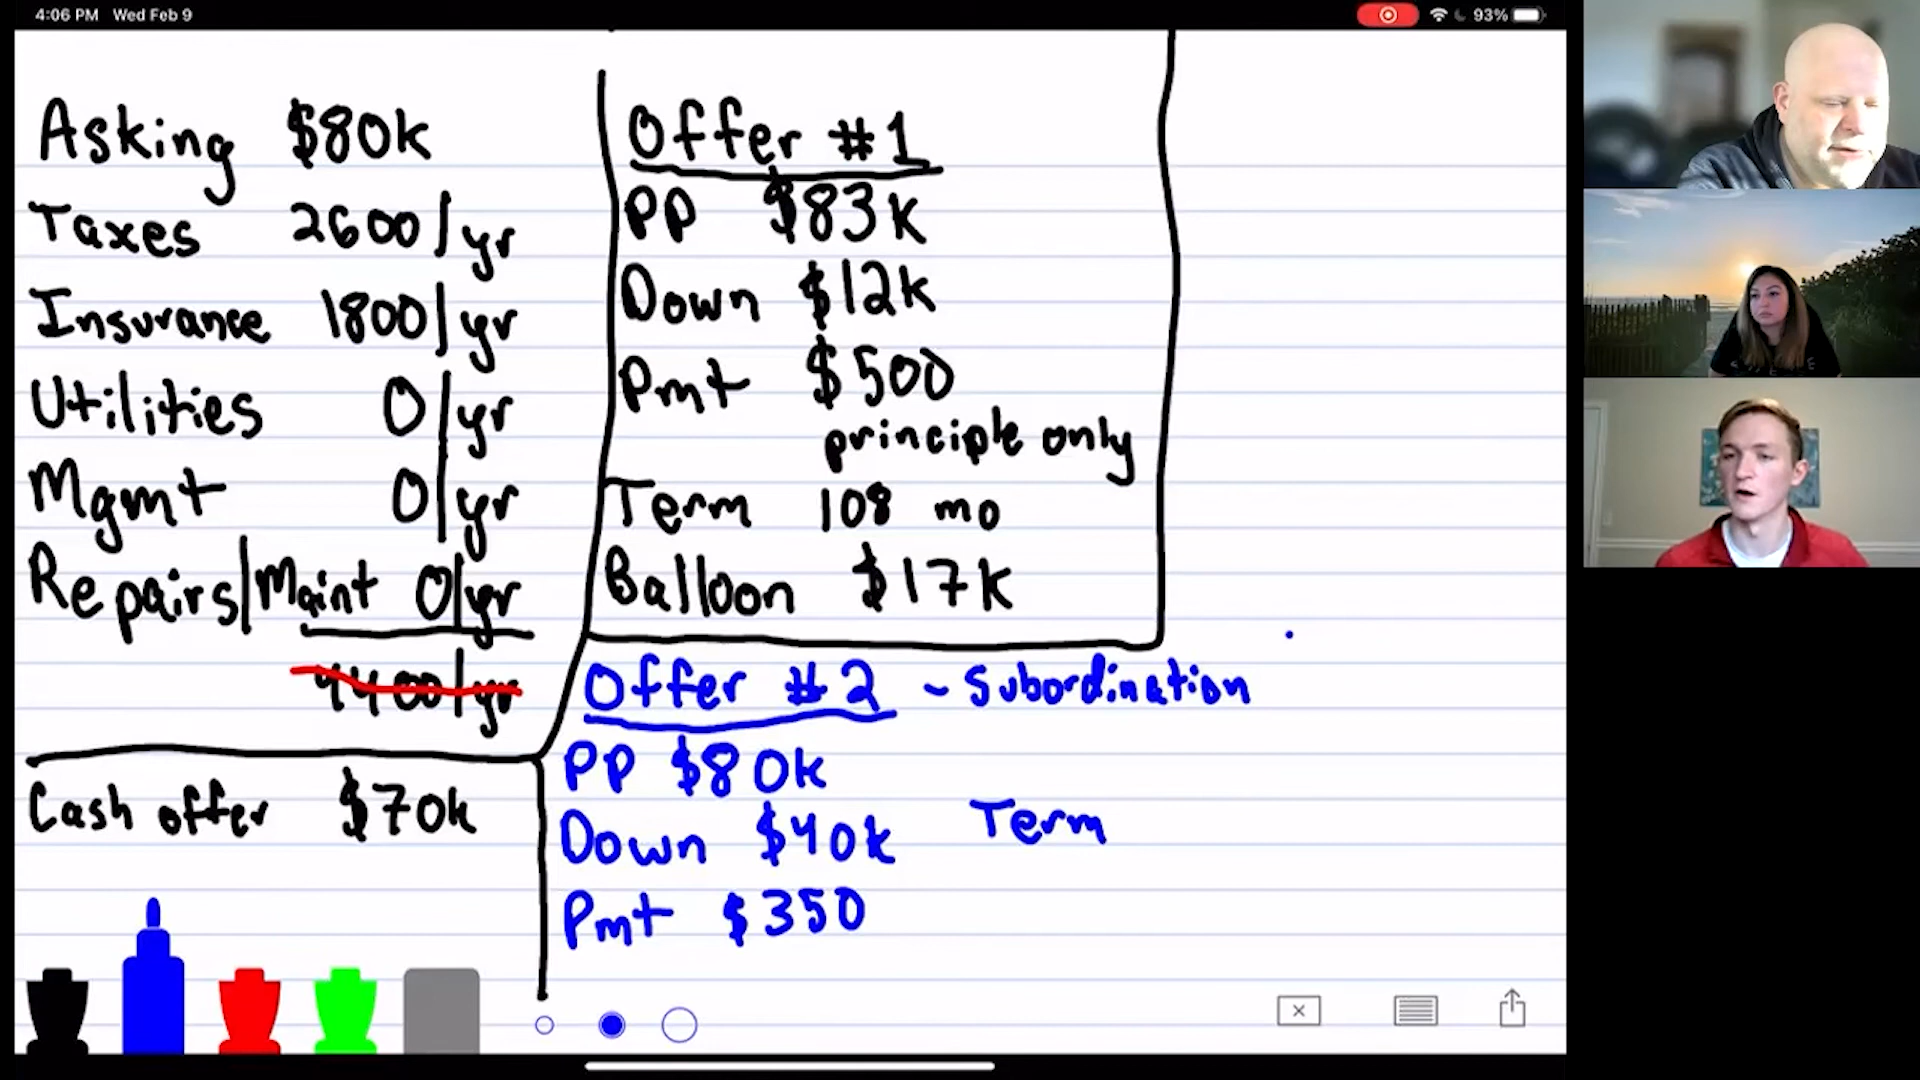 4:06 PM Wed Feb 9
93%
Asking $80k
Taxes 2600/yr
Insurance 1800/yr
Utilities 0/yr
Mgmt 0/yr
Repairs/Maint 0/yr
4400/yr
Cash offer $70k
Offer #1
PP $83k
Down $12k
Pmt $500
principle only
Term 108 mo
Balloon $17k
Offer #2 - Subordination
PP $80k
Down $40k Term
Pmt $350